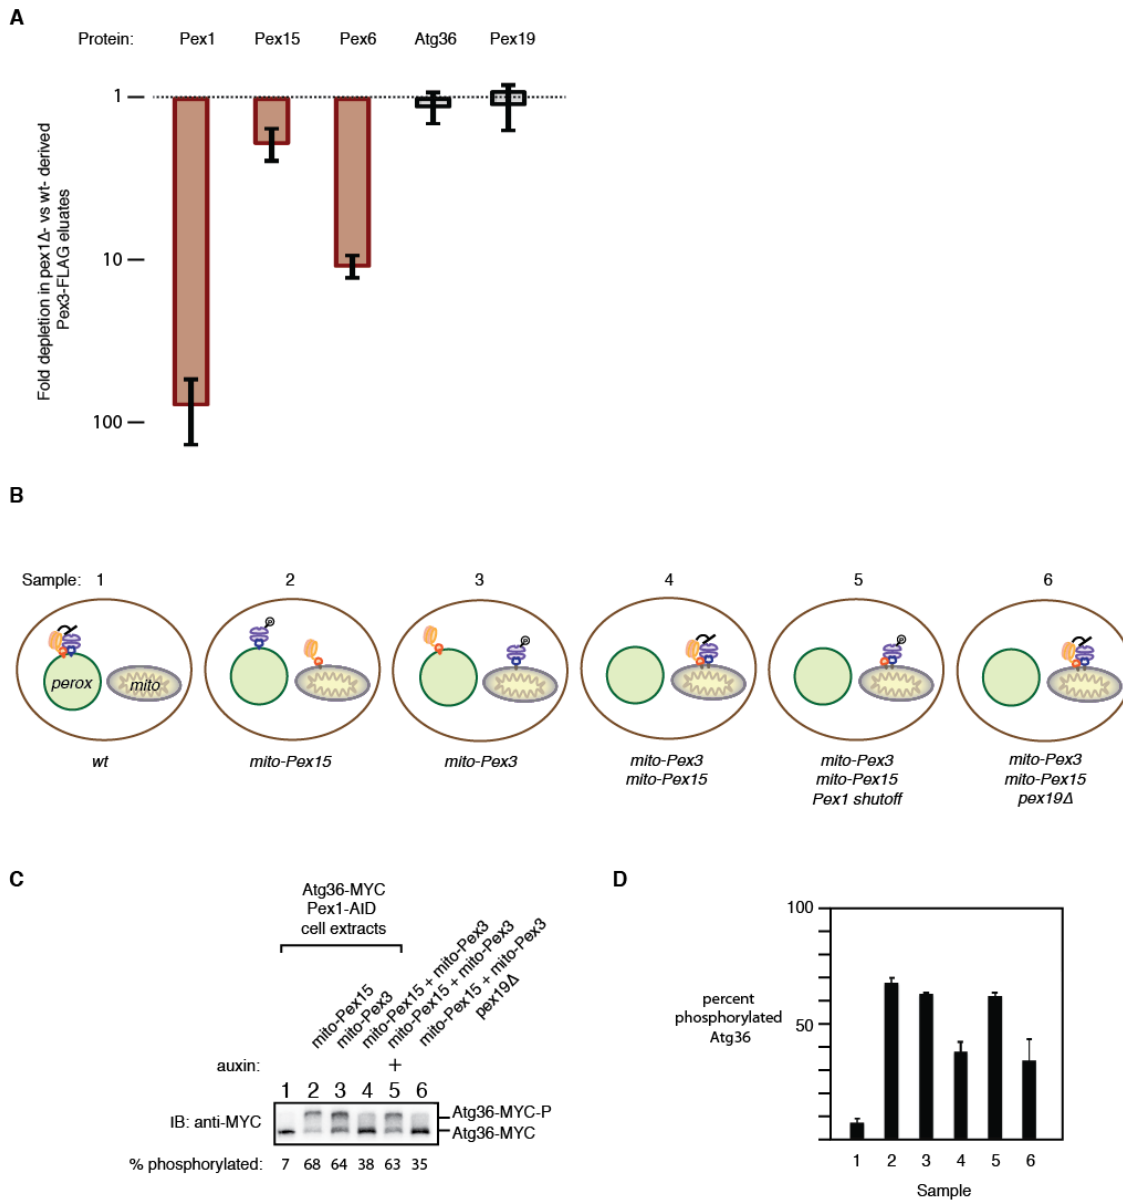 A
Protein: Pex1 Pex15 Pex6 Atg36 Pex19
1
10
100
Fold depletion in pex1Δ- vs wt- derived
Pex3-FLAG eluates
B
Sample: 1 2 3 4 5 6
perox mito
wt
mito-Pex15
mito-Pex3
mito-Pex3
mito-Pex15
mito-Pex3
mito-Pex15
Pex1 shutoff
mito-Pex3
mito-Pex15
pex19Δ
C
Atg36-MYC
Pex1-AID
cell extracts
mito-Pex15
mito-Pex3
mito-Pex15 + mito-Pex3
mito-Pex15 + mito-Pex3
mito-Pex15 + mito-Pex3
pex19Δ
auxin: +
1 2 3 4 5 6
IB: anti-MYC
Atg36-MYC-P
Atg36-MYC
% phosphorylated: 7 68 64 38 63 35
D
100
50
percent
phosphorylated
Atg36
1 2 3 4 5 6
Sample